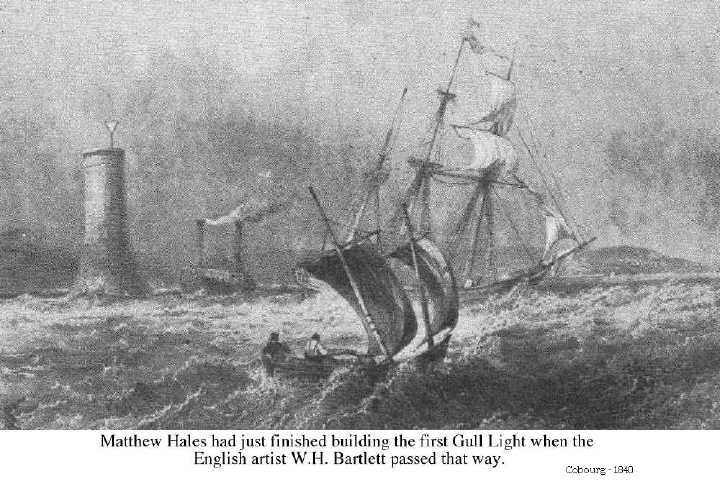 Matthew Hales had just finished building the first Gull Light when the
English artist W.H. Bartlett passed that way.
Cobourg - 1840